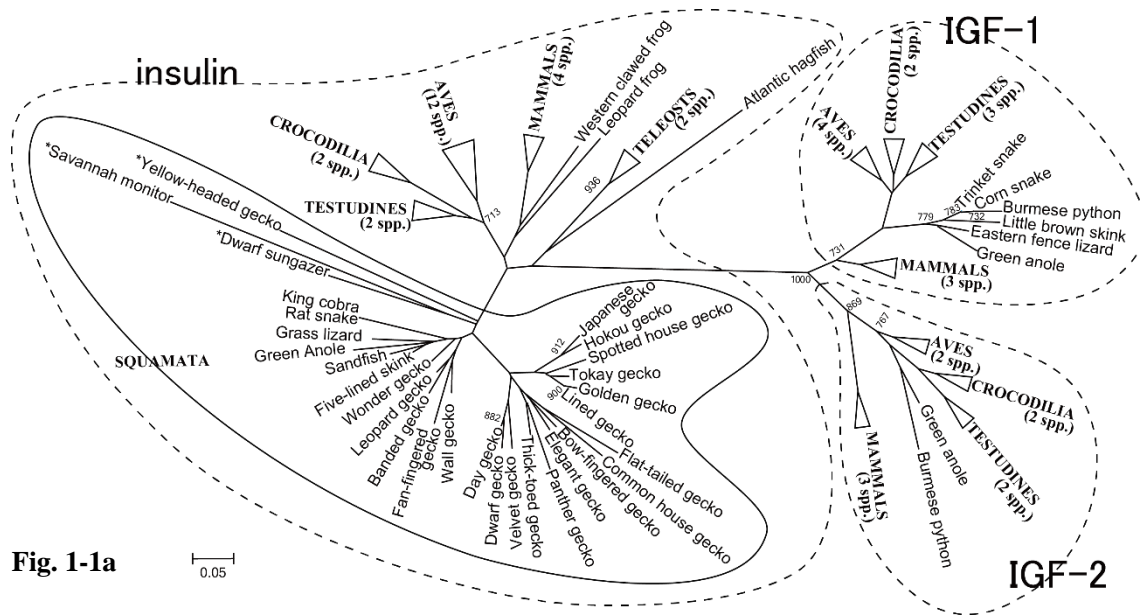 insulin
IGF-1
IGF-2
*Savannah monitor
*Yellow-headed gecko
*Dwarf sungazer
CROCODILIA
(2 spp.)
TESTUDINES
(2 spp.)
713
AVES
(12 spp.)
MAMMALS
(4 spp.)
Western clawed frog
Leopard frog
936
TELEOSTS
(2 spp.)
Atlantic hagfish
SQUAMATA
King cobra
Rat snake
Grass lizard
Green Anole
Sandfish
Five-lined skink
Wonder gecko
Leopard gecko
Banded gecko
Fan-fingered
gecko
Wall gecko
882
Day gecko
Dwarf gecko
Velvet gecko
Thick-toed gecko
Panther gecko
Elegant gecko
Bow-fingered gecko
Common house gecko
Flat-tailed gecko
Lined gecko
900
Golden gecko
Tokay gecko
Spotted house gecko
Hokou gecko
Japanese
gecko
912
1000
731
AVES
(4 spp.)
CROCODILIA
(2 spp.)
TESTUDINES
(3 spp.)
779
783
732
Trinket snake
Corn snake
Burmese python
Little brown skink
Eastern fence lizard
Green anole
MAMMALS
(3 spp.)
869
767
AVES
(2 spp.)
CROCODILIA
(2 spp.)
TESTUDINES
(2 spp.)
Green anole
Burmese python
MAMMALS
(3 spp.)
Fig. 1-1a
0.05